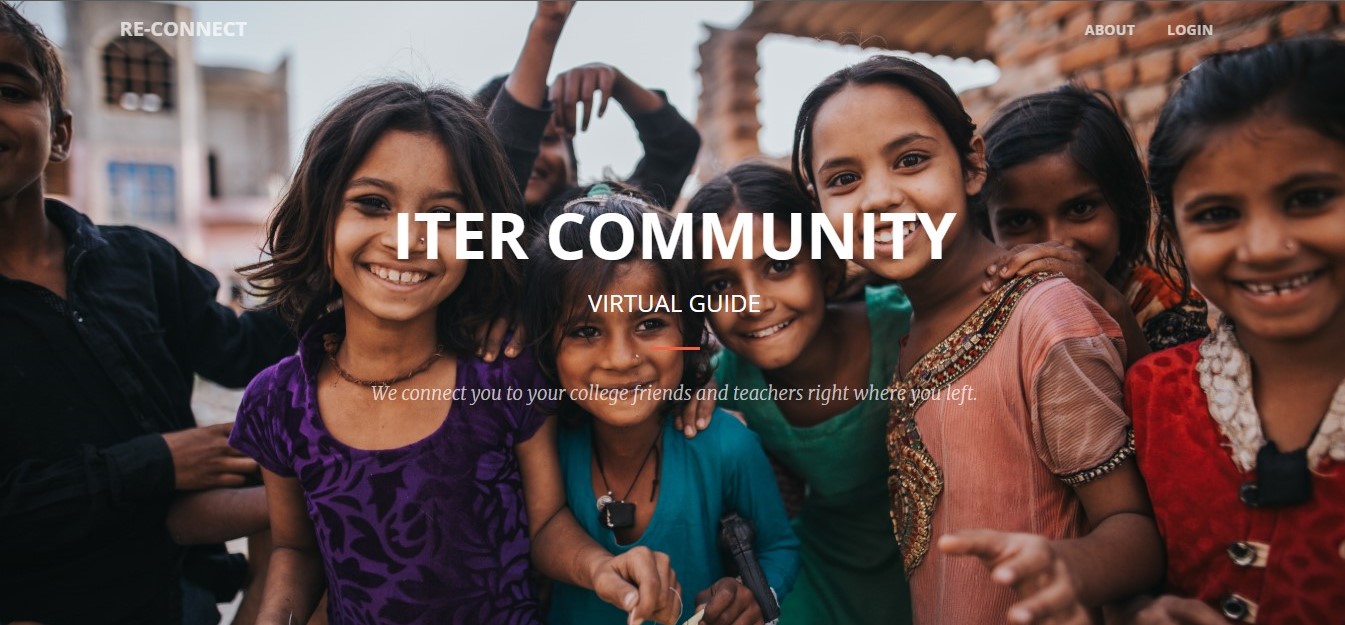 RE-CONNECT
ABOUT
LOGIN
ITER COMMUNITY
VIRTUAL GUIDE
We connect you to your college friends and teachers right where you left.